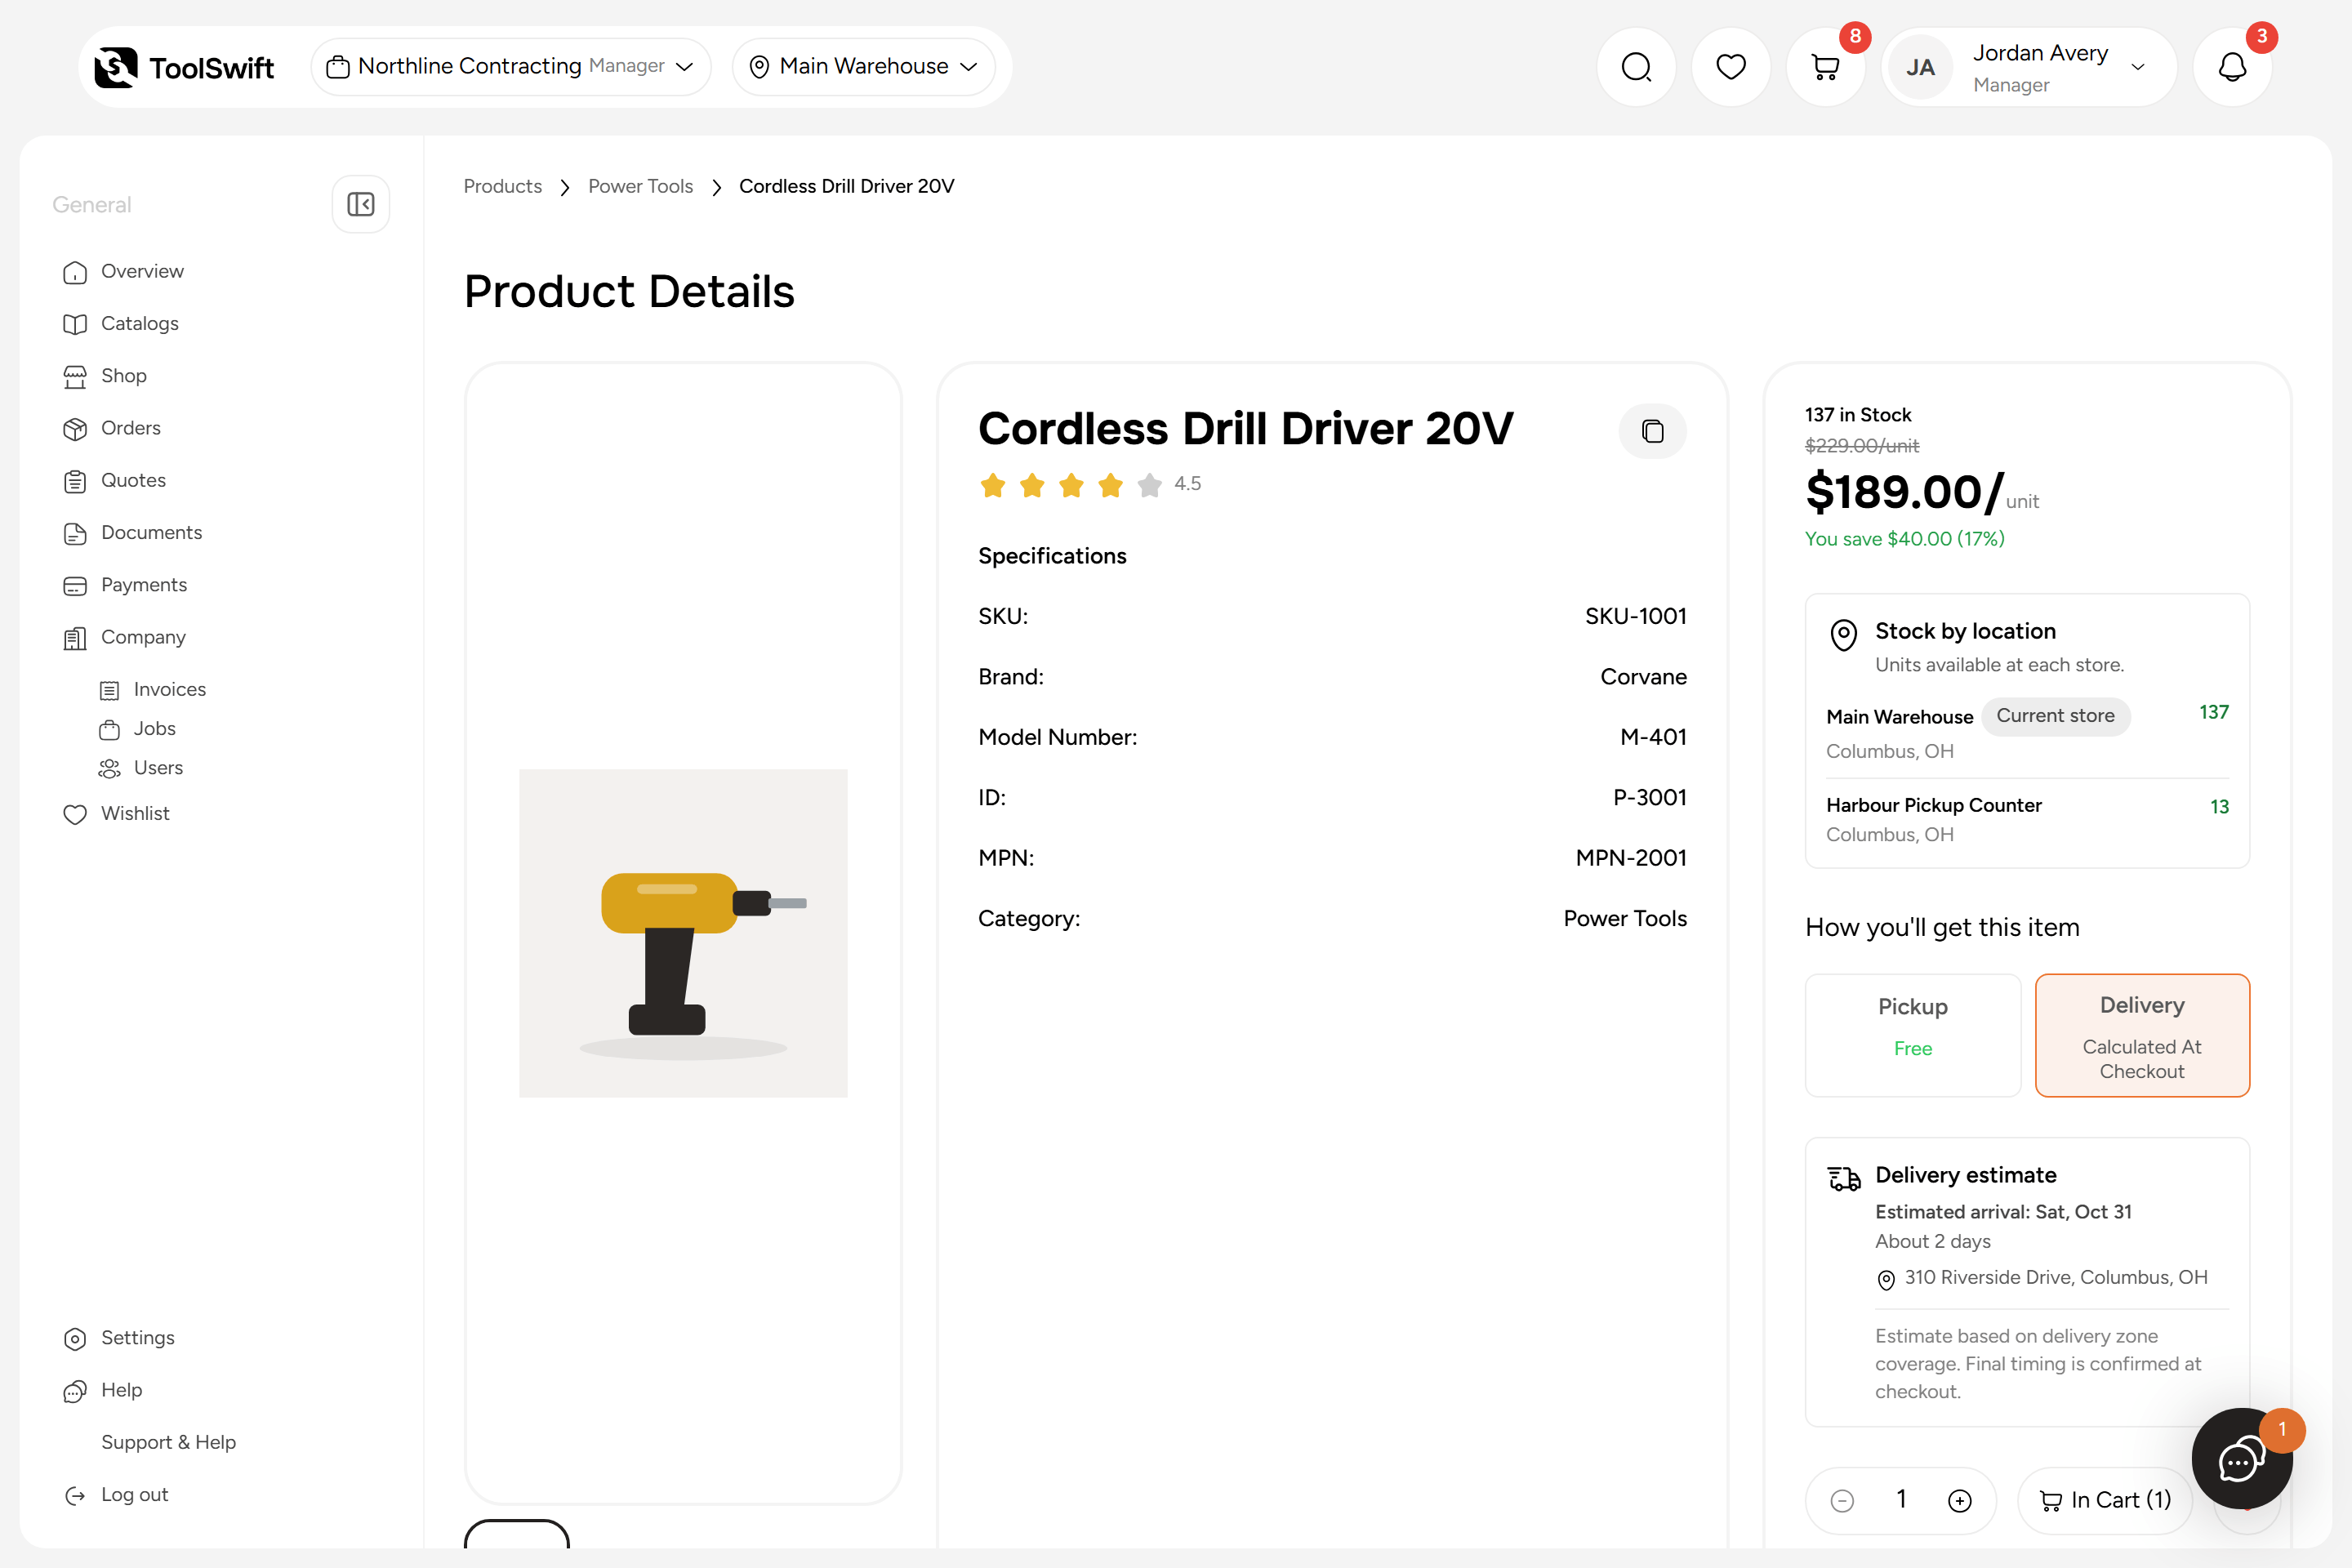 ToolSwift
Northline Contracting Manager
Main Warehouse
8
JA
Jordan Avery
Manager
3
General
Overview
Catalogs
Shop
Orders
Quotes
Documents
Payments
Company
Invoices
Jobs
Users
Wishlist
Settings
Help
Support & Help
Log out
Products
Power Tools
Cordless Drill Driver 20V
Product Details
Cordless Drill Driver 20V
4.5
Specifications
SKU: SKU-1001
Brand: Corvane
Model Number: M-401
ID: P-3001
MPN: MPN-2001
Category: Power Tools
137 in Stock
$229.00/unit
$189.00/unit
You save $40.00 (17%)
Stock by location
Units available at each store.
Main Warehouse Current store 137
Columbus, OH
Harbour Pickup Counter 13
Columbus, OH
How you'll get this item
Pickup
Free
Delivery
Calculated At
Checkout
Delivery estimate
Estimated arrival: Sat, Oct 31
About 2 days
310 Riverside Drive, Columbus, OH
Estimate based on delivery zone
coverage. Final timing is confirmed at
checkout.
1
1
In Cart (1)